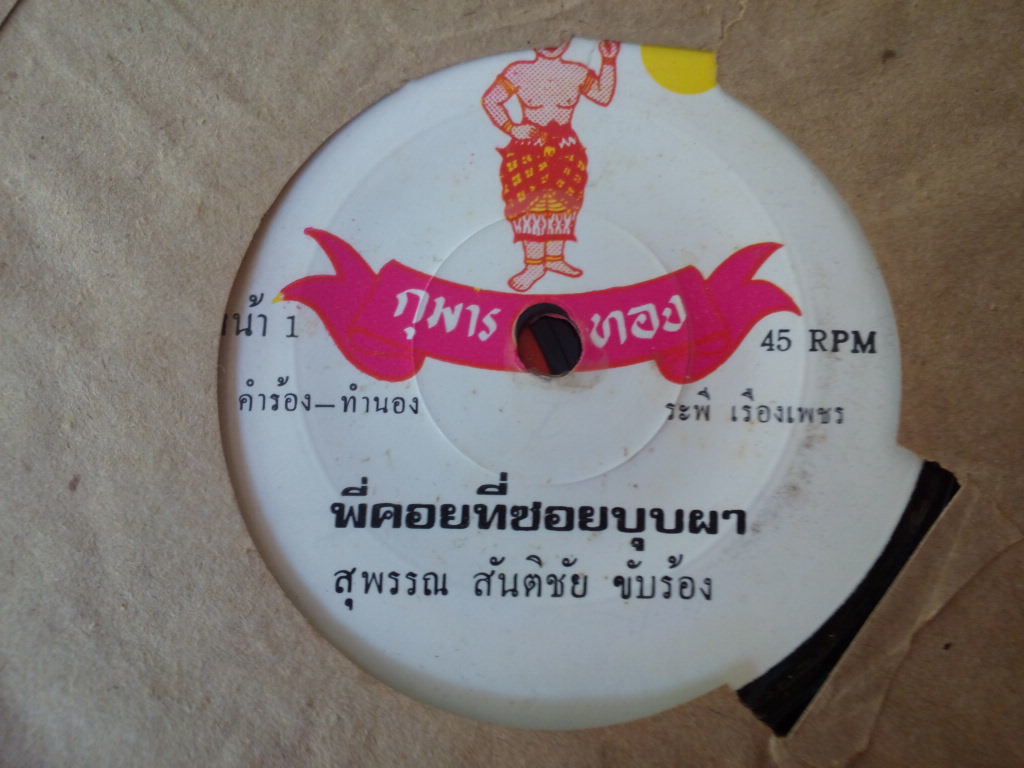 กุมาร ทอง
หน้า 1
45 RPM
คำร้อง—ทำนอง
ระพี เรืองเพชร
พี่คอยที่ซอยบุบผา
สุพรรณ สันติชัย ขับร้อง